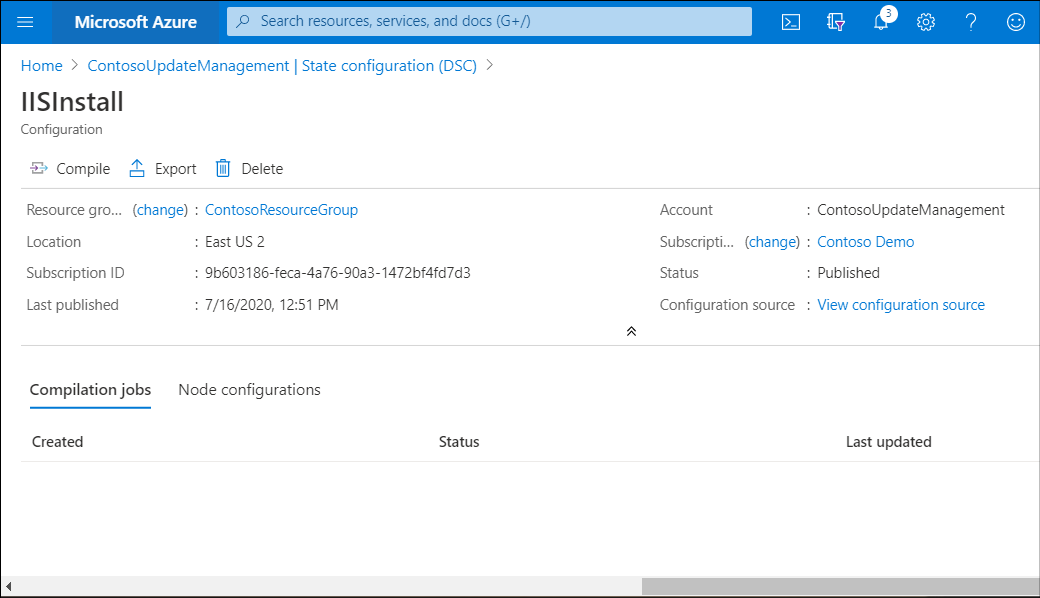 Microsoft Azure
Search resources, services, and docs (G+/)
3
Home > ContosoUpdateManagement | State configuration (DSC) >
IISInstall
Configuration
Compile Export Delete
Resource gro... (change) : ContosoResourceGroup
Location : East US 2
Subscription ID : 9b603186-feca-4a76-90a3-1472bf4fd7d3
Last published : 7/16/2020, 12:51 PM
Account : ContosoUpdateManagement
Subscripti... (change) : Contoso Demo
Status : Published
Configuration source : View configuration source
Compilation jobs Node configurations
Created Status Last updated